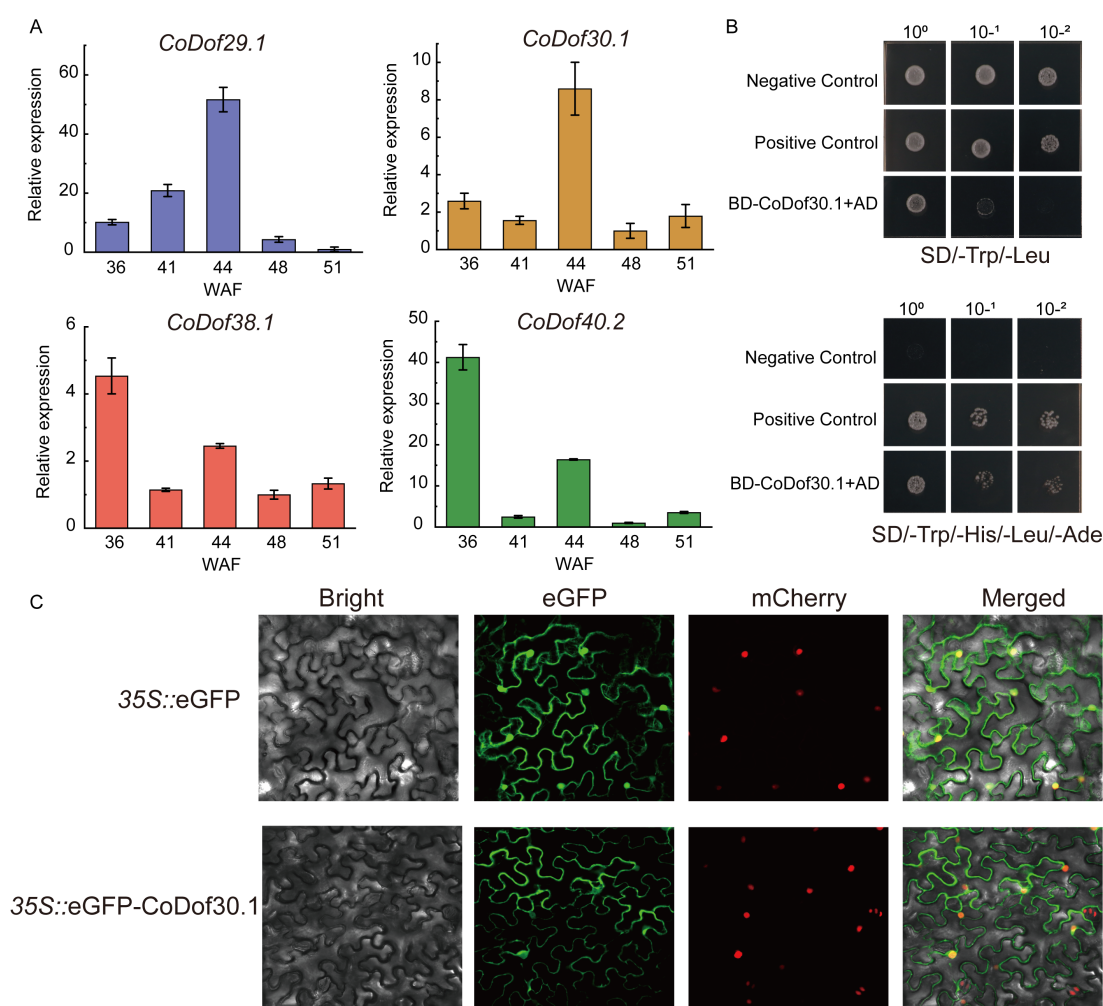 A
CoDof29.1
Relative expression
60
40
20
0
36 41 44 48 51
WAF
CoDof30.1
Relative expression
10
8
6
4
2
0
36 41 44 48 51
WAF
CoDof38.1
Relative expression
6
4
2
0
36 41 44 48 51
WAF
CoDof40.2
Relative expression
50
40
30
20
10
0
36 41 44 48 51
WAF
B
10⁰ 10-¹ 10-²
Negative Control
Positive Control
BD-CoDof30.1+AD
SD/-Trp/-Leu
10⁰ 10-¹ 10-²
Negative Control
Positive Control
BD-CoDof30.1+AD
SD/-Trp/-His/-Leu/-Ade
C
Bright eGFP mCherry Merged
35S::eGFP
35S::eGFP-CoDof30.1